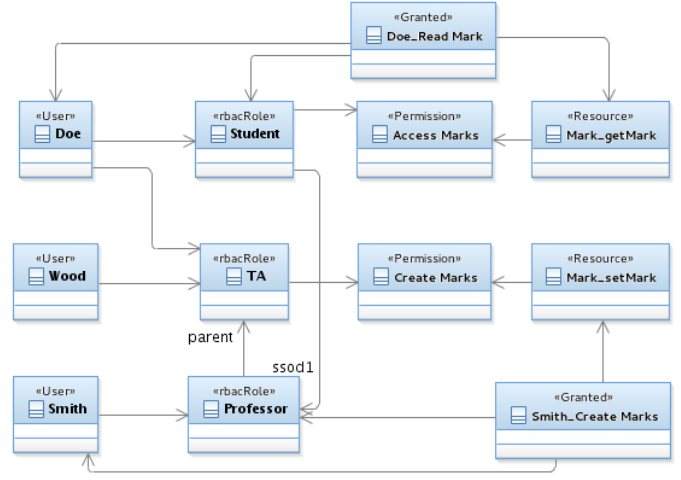 «Granted»
Doe_Read Mark
«User»
Doe
«rbacRole»
Student
«Permission»
Access Marks
«Resource»
Mark_getMark
«User»
Wood
«rbacRole»
TA
«Permission»
Create Marks
«Resource»
Mark_setMark
parent
ssod1
«User»
Smith
«rbacRole»
Professor
«Granted»
Smith_Create Marks